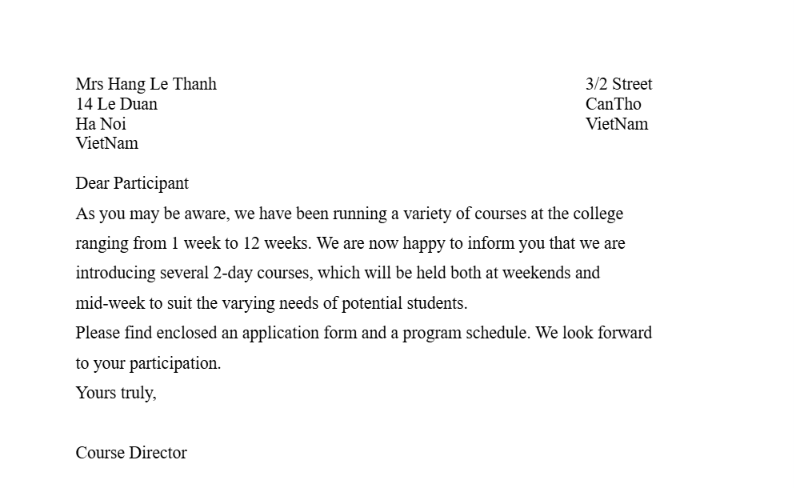 Mrs Hang Le Thanh
14 Le Duan
Ha Noi
VietNam
3/2 Street
CanTho
VietNam
Dear Participant
As you may be aware, we have been running a variety of courses at the college
ranging from 1 week to 12 weeks. We are now happy to inform you that we are
introducing several 2-day courses, which will be held both at weekends and
mid-week to suit the varying needs of potential students.
Please find enclosed an application form and a program schedule. We look forward
to your participation.
Yours truly,
Course Director